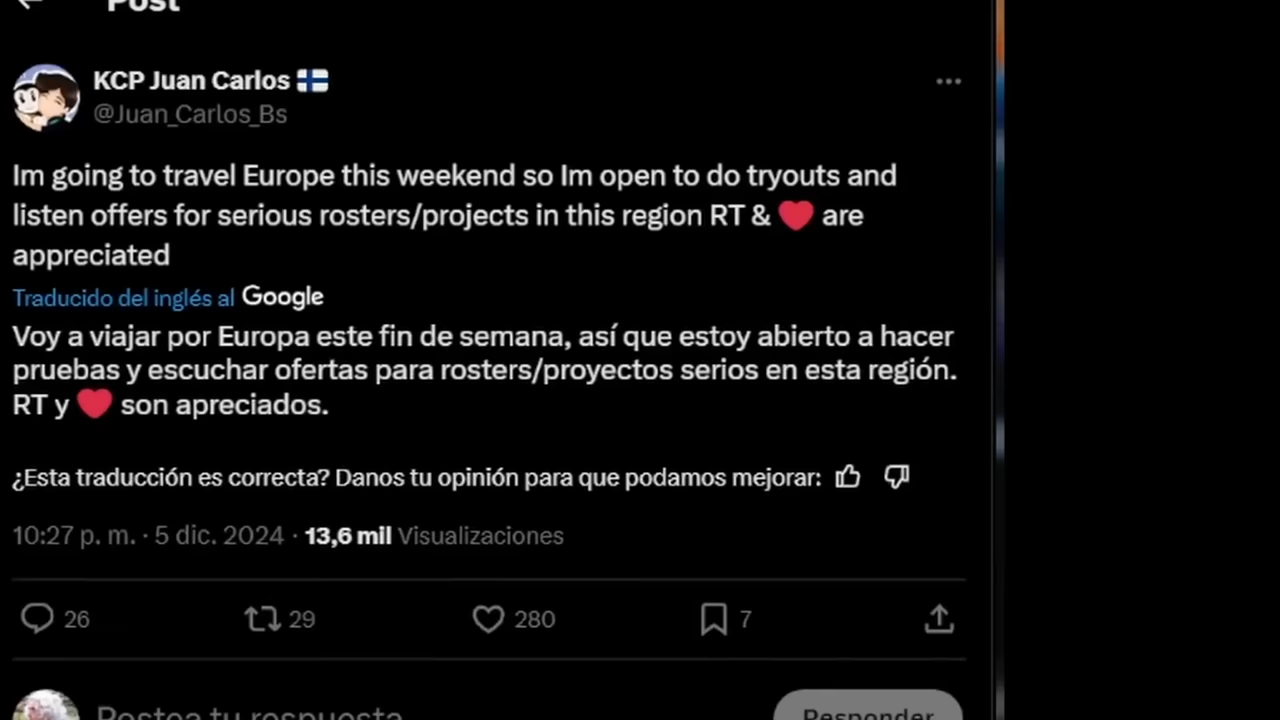 Post
KCP Juan Carlos 🇫🇮
@Juan_Carlos_Bs
Im going to travel Europe this weekend so Im open to do tryouts and
listen offers for serious rosters/projects in this region RT & ❤️ are
appreciated
Traducido del inglés al Google
Voy a viajar por Europa este fin de semana, así que estoy abierto a hacer
pruebas y escuchar ofertas para rosters/proyectos serios en esta región.
RT y ❤️ son apreciados.
¿Esta traducción es correcta? Danos tu opinión para que podamos mejorar:
10:27 p. m. · 5 dic. 2024 · 13,6 mil Visualizaciones
26 29 280 7
Postea tu respuesta
Responder